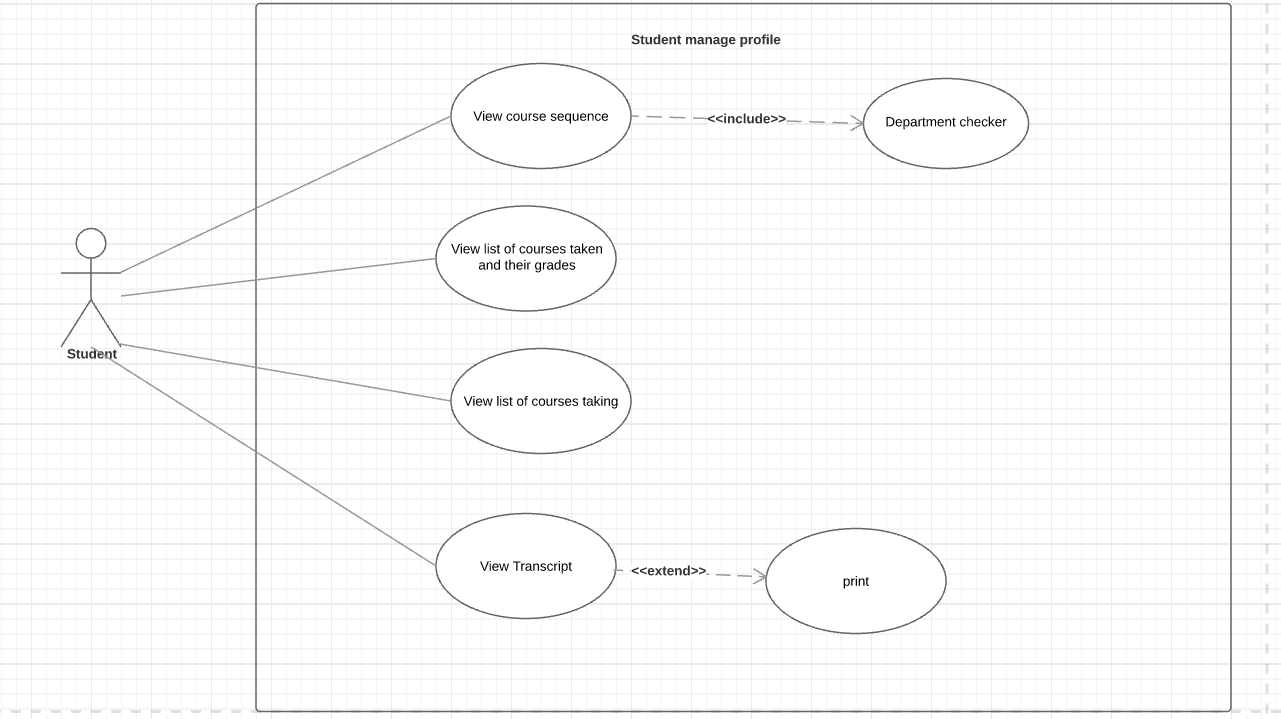 Student manage profile
View course sequence
<<include>>
Department checker
View list of courses taken
and their grades
Student
View list of courses taking
View Transcript
<<extend>>
print